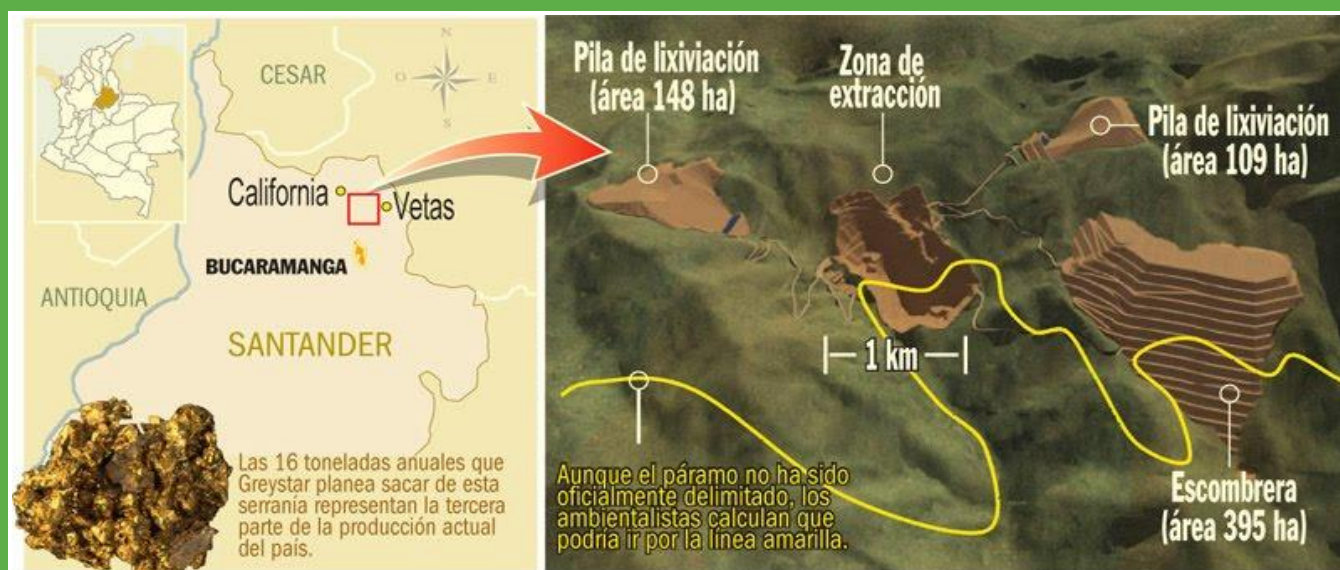 CESAR
N
O
E
S
California
Vetas
BUCARAMANGA
ANTIOQUIA
SANTANDER
Las 16 toneladas anuales que
Greystar planea sacar de esta
serranía representan la tercera
parte de la producción actual
del país.
Pila de lixiviación
(área 148 ha)
Zona de
extracción
Pila de lixiviación
(área 109 ha)
1 km
Aunque el páramo no ha sido
oficialmente delimitado, los
ambientalistas calculan que
podría ir por la línea amarilla.
Escombrera
(área 395 ha)